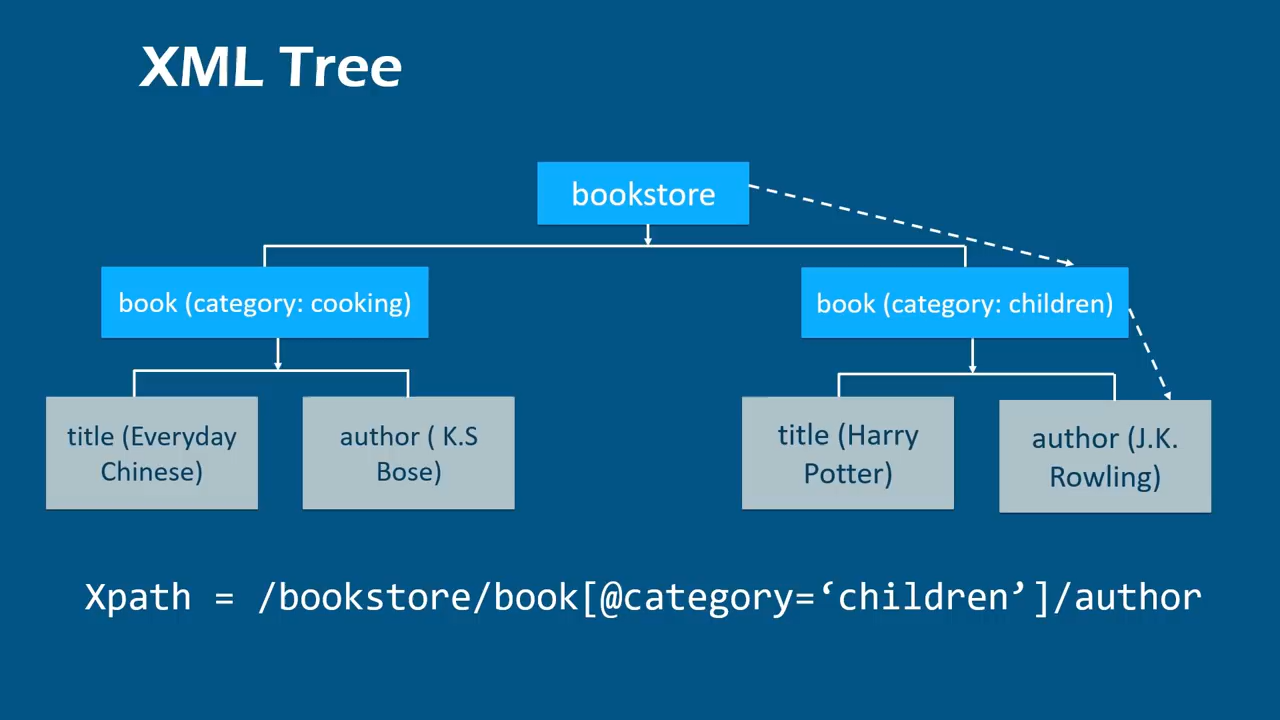 XML Tree
bookstore
book (category: cooking)
book (category: children)
title (Everyday
Chinese)
author ( K.S
Bose)
title (Harry
Potter)
author (J.K.
Rowling)
Xpath = /bookstore/book[@category=‘children’]/author